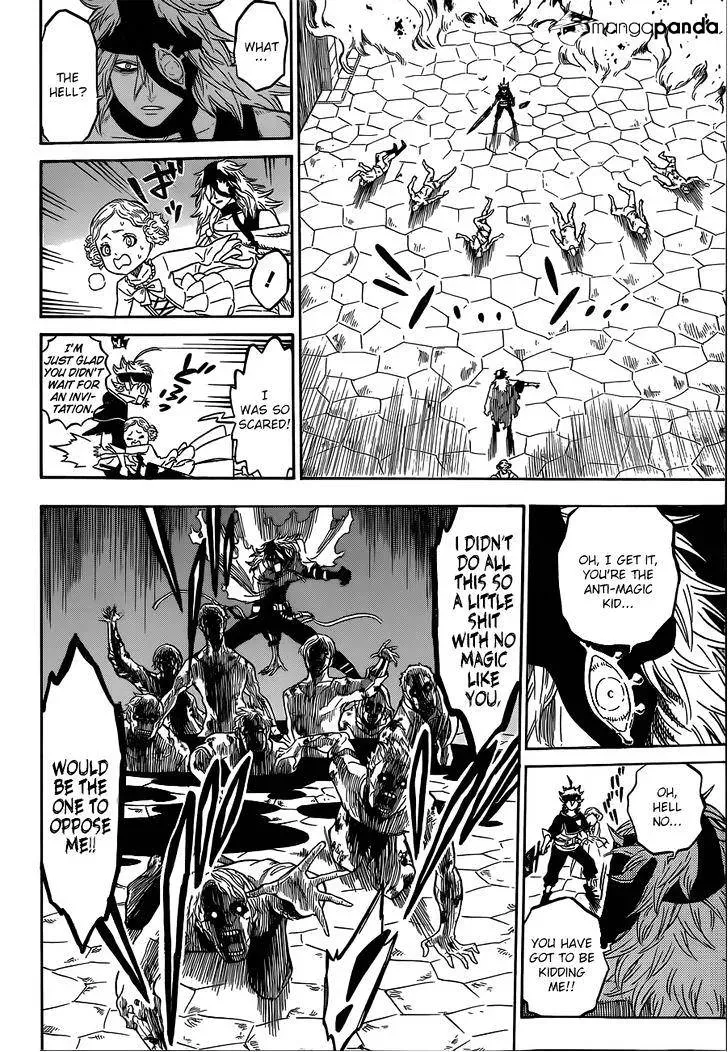 mangapanda
WHAT
...
THE
HELL?
ば
!
I'M
JUST GLAD
YOU DIDN'T
WAIT FOR
AN INVI-
TATION.
I
WAS SO
SCARED!
OH, I GET IT,
YOU'RE THE
ANTI-MAGIC
KID...
OH,
HELL
NO...
YOU HAVE
GOT TO BE
KIDDING
ME!!
I DIDN'T
DO ALL
THIS SO
A LITTLE
SHIT
WITH NO
MAGIC
LIKE
YOU,
WOULD
BE THE
ONE TO
OPPOSE
ME!!